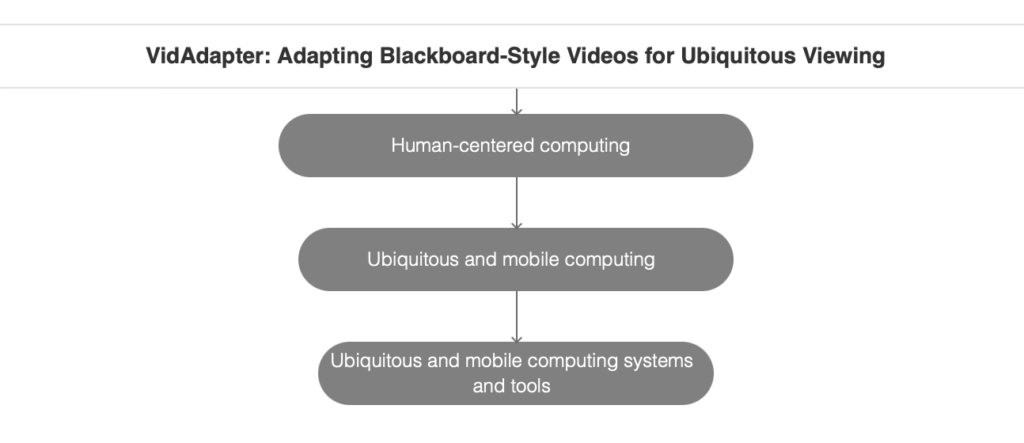 VidAdapter: Adapting Blackboard-Style Videos for Ubiquitous Viewing
Human-centered computing
Ubiquitous and mobile computing
Ubiquitous and mobile computing systems
and tools